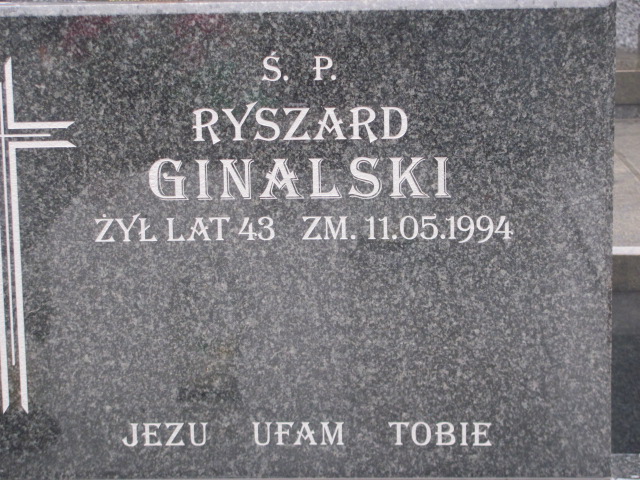 Ś. P.
RYSZARD
GINALSKI
ŻYŁ LAT 43 ZM. 11.05.1994
JEZU UFAM TOBIE